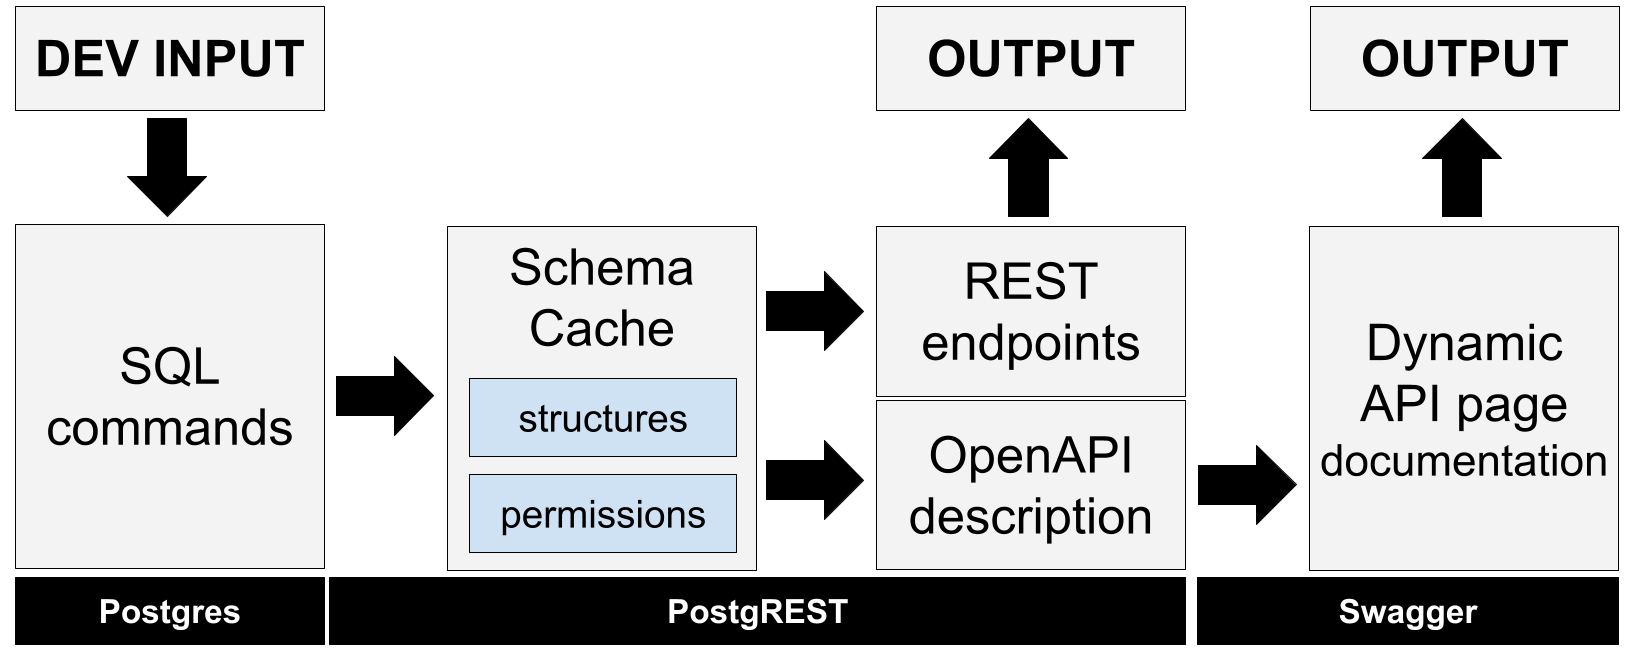 DEV INPUT
OUTPUT
OUTPUT
SQL
commands
Schema
Cache
structures
permissions
REST
endpoints
OpenAPI
description
Dynamic
API page
documentation
Postgres
PostgREST
Swagger